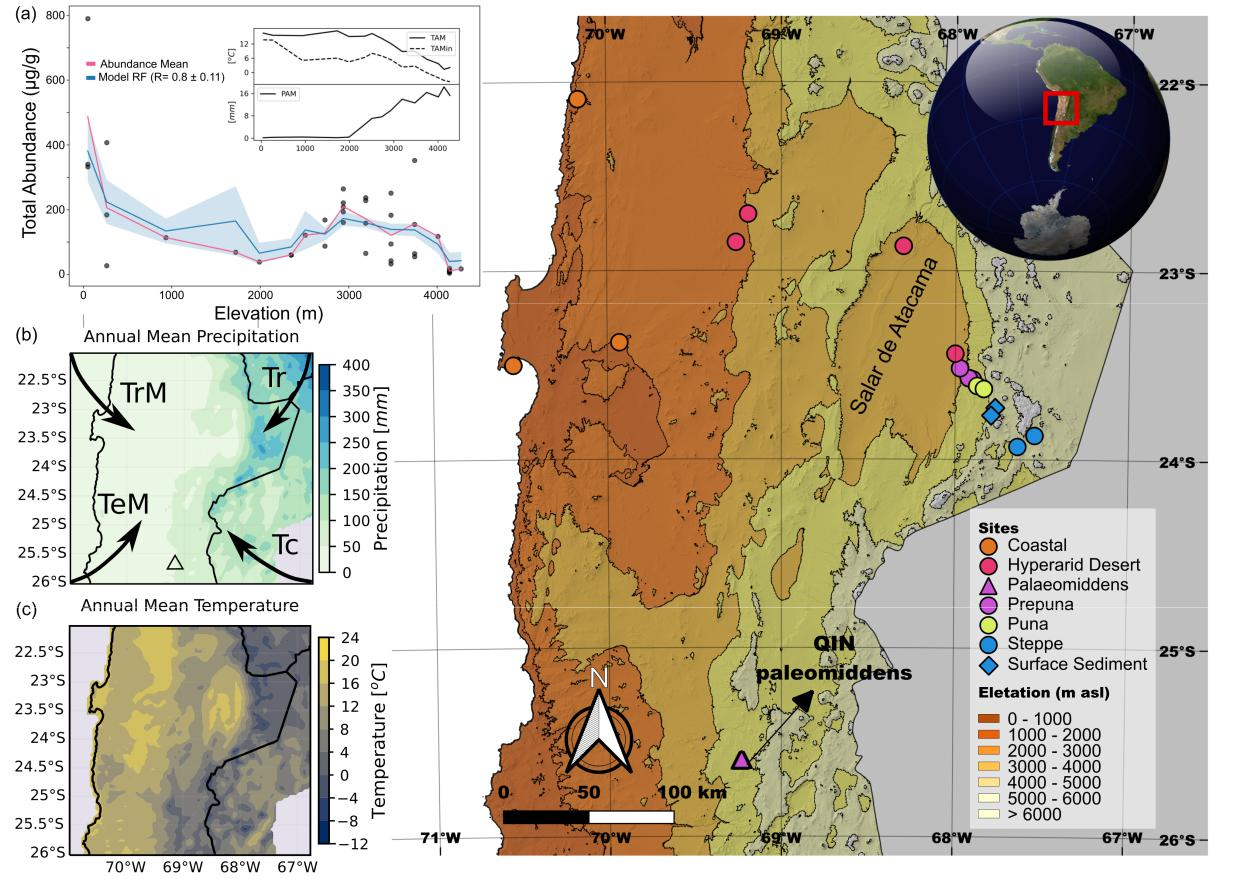 (a)
800
600
400
200
0
Total Abundance (µg/g)
Abundance Mean
Model RF (R= 0.8 ± 0.11)
12
6
0
[°C]
TAM
TAMin
16
8
0
[mm]
PAM
0 1000 2000 3000 4000
0 1000 2000 3000 4000
Elevation (m)
(b)
Annual Mean Precipitation
22.5°S
23°S
23.5°S
24°S
24.5°S
25°S
25.5°S
26°S
TrM
Tr
TeM
Tc
400
350
300
250
200
150
100
50
0
Precipitation [mm]
(c)
Annual Mean Temperature
22.5°S
23°S
23.5°S
24°S
24.5°S
25°S
25.5°S
26°S
70°W 69°W 68°W 67°W
24
20
16
12
8
4
0
−4
−8
−12
Temperature [°C]
70°W 69°W 68°W
22°S
23°S
24°S
25°S
26°S
Salar de Atacama
QIN
paleomiddens
N
0 50 100 km
71°W 70°W 69°W 68°W 67°W
Sites
Coastal
Hyperarid Desert
Palaeomiddens
Prepuna
Puna
Steppe
Surface Sediment
Eletation (m asl)
0 - 1000
1000 - 2000
2000 - 3000
3000 - 4000
4000 - 5000
5000 - 6000
> 6000